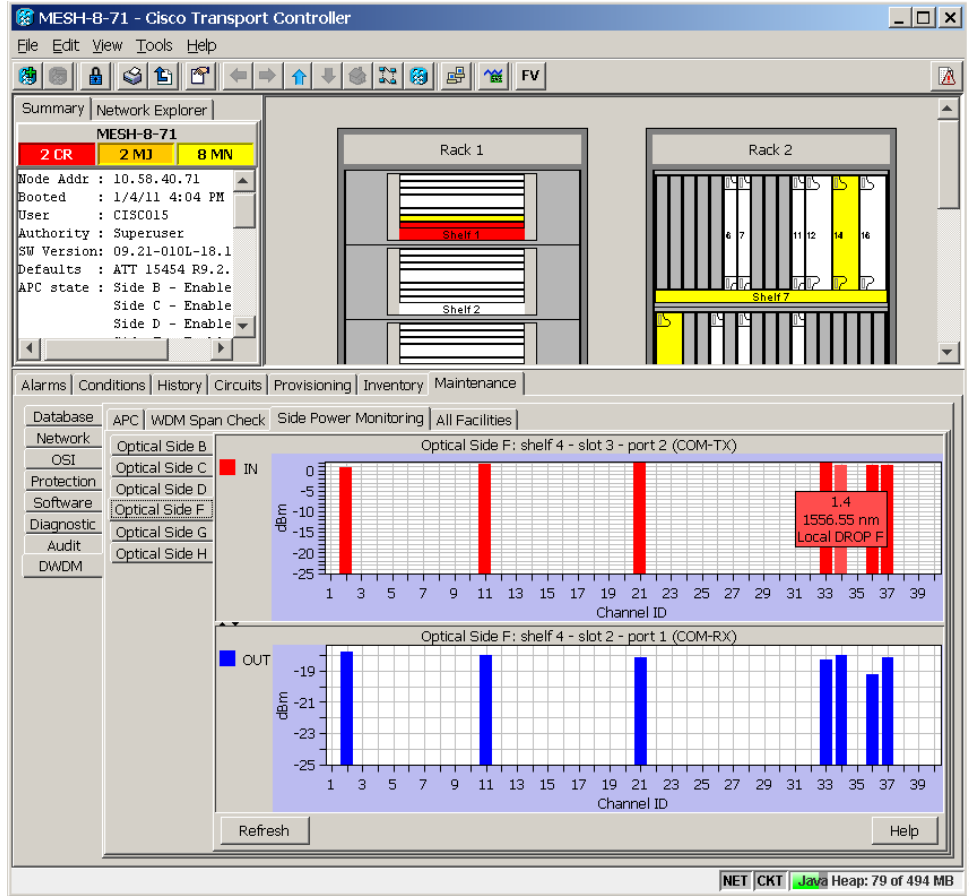 MESH-8-71 - Cisco Transport Controller
File Edit View Tools Help
FV
Summary Network Explorer
MESH-8-71
2 CR 2 MJ 8 MN
Node Addr : 10.58.40.71
Booted : 1/4/11 4:04 PM
User : CISCO15
Authority : Superuser
SW Version: 09.21-010L-18.1
Defaults : ATT 15454 R9.2.
APC state : Side B - Enable
Side C - Enable
Side D - Enable
Rack 1
Shelf 1
Shelf 2
Rack 2
6 7 11 12 14 16
Shelf 7
Alarms Conditions History Circuits Provisioning Inventory Maintenance
Database
Network
OSI
Protection
Software
Diagnostic
Audit
DWDM
APC WDM Span Check Side Power Monitoring All Facilities
Optical Side B
Optical Side C
Optical Side D
Optical Side F
Optical Side G
Optical Side H
Optical Side F: shelf 4 - slot 3 - port 2 (COM-TX)
IN
dBm
0
-5
-10
-15
-20
-25
1.4
1556.55 nm
Local DROP F
1 3 5 7 9 11 13 15 17 19 21 23 25 27 29 31 33 35 37 39
Channel ID
Optical Side F: shelf 4 - slot 2 - port 1 (COM-RX)
OUT
dBm
-19
-21
-23
-25
1 3 5 7 9 11 13 15 17 19 21 23 25 27 29 31 33 35 37 39
Channel ID
Refresh Help
NET CKT Java Heap: 79 of 494 MB